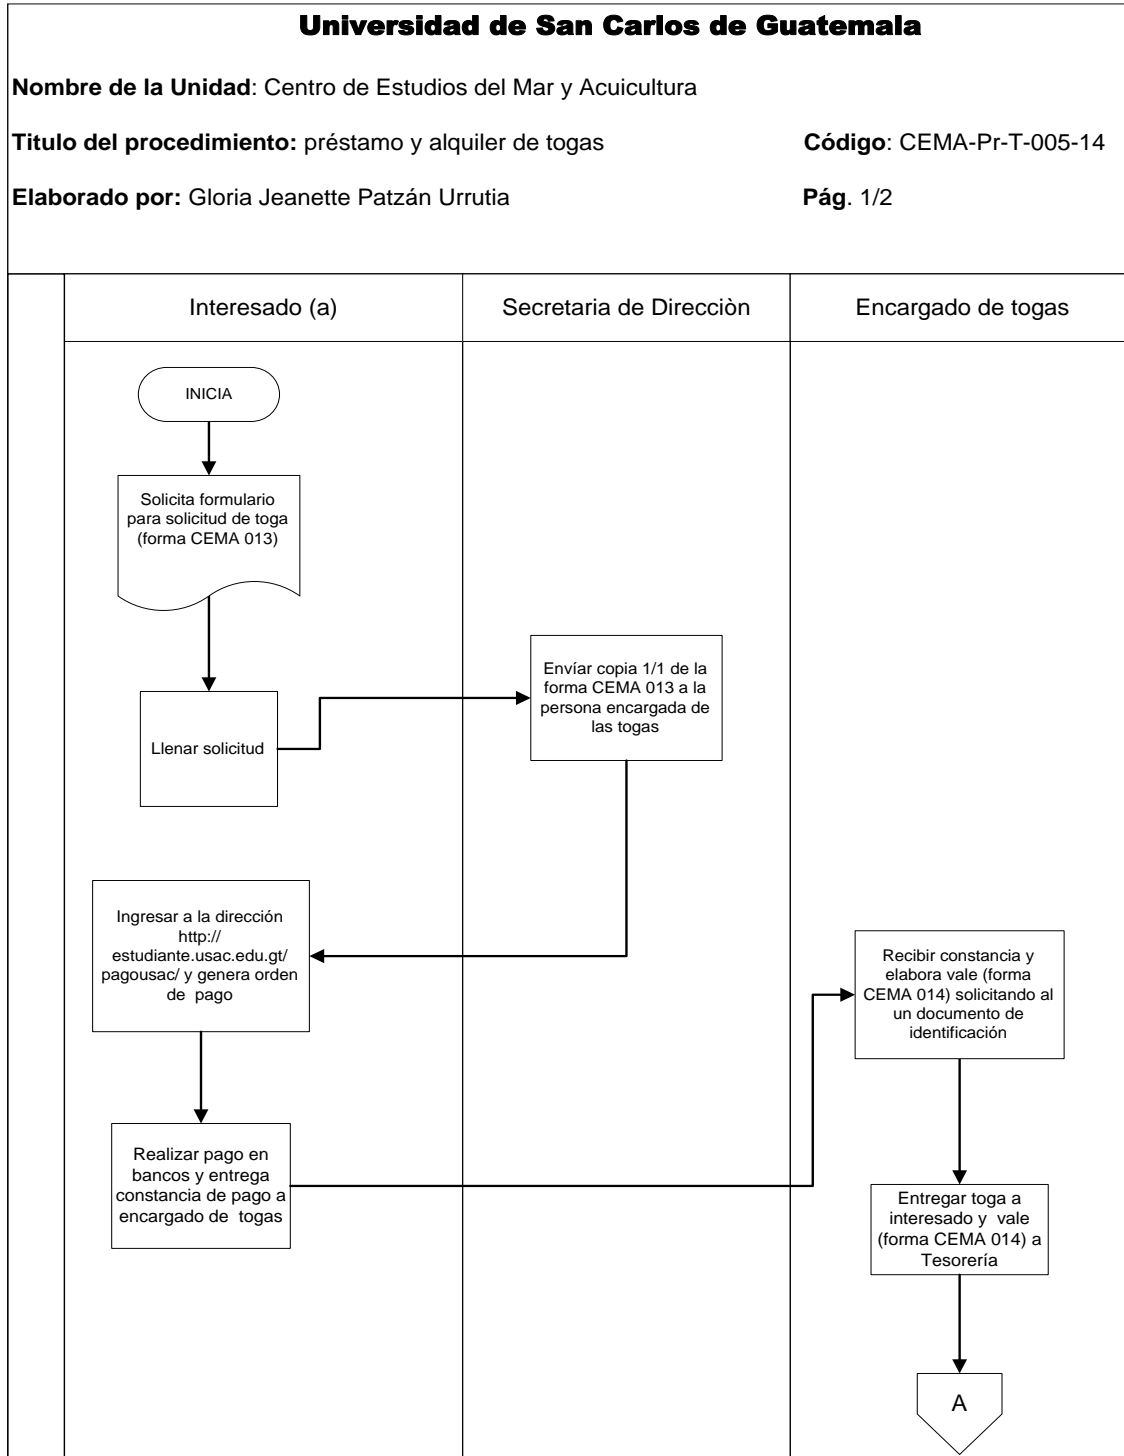 Universidad de San Carlos de Guatemala
Nombre de la Unidad: Centro de Estudios del Mar y Acuicultura
Titulo del procedimiento: préstamo y alquiler de togas
Código: CEMA-Pr-T-005-14
Elaborado por: Gloria Jeanette Patzán Urrutia
Pág. 1/2
Interesado (a)
Secretaria de Direcciòn
Encargado de togas
INICIA
Solicita formulario
para solicitud de toga
(forma CEMA 013)
Llenar solicitud
Envíar copia 1/1 de la
forma CEMA 013 a la
persona encargada de
las togas
Ingresar a la dirección
http://
estudiante.usac.edu.gt/
pagousac/ y genera orden
de pago
Realizar pago en
bancos y entrega
constancia de pago a
encargado de togas
Recibir constancia y
elabora vale (forma
CEMA 014) solicitando al
un documento de
identificación
Entregar toga a
interesado y vale
(forma CEMA 014) a
Tesorería
A